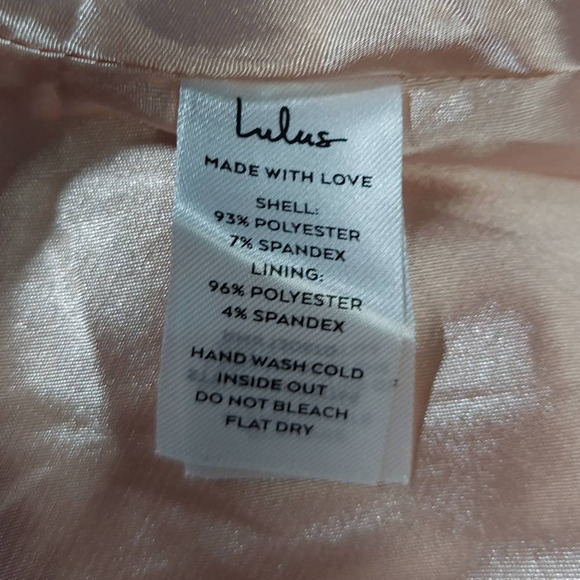 Lulus
MADE WITH LOVE
SHELL:
93% POLYESTER
7% SPANDEX
LINING:
96% POLYESTER
4% SPANDEX
HAND WASH COLD
INSIDE OUT
DO NOT BLEACH
FLAT DRY